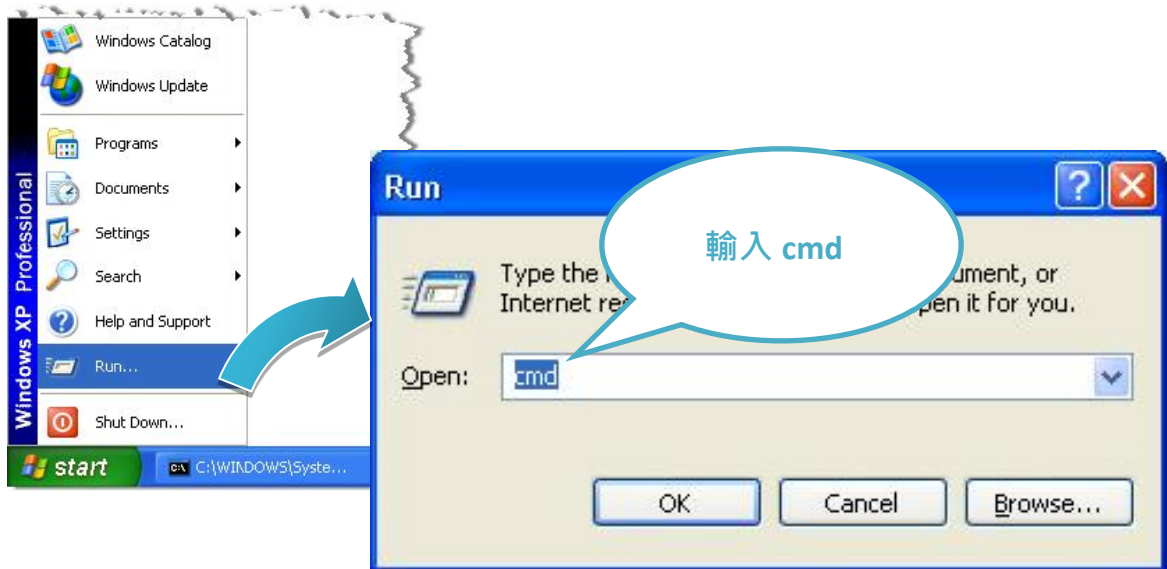 Windows Catalog
Windows Update
Programs
Documents
Settings
Search
Help and Support
Run...
Shut Down...
Windows XP Professional
start
C:\WINDOWS\Syste...
Run
輸入 cmd
Type the
ument, or
Internet re
pen it for you.
Open:
cmd
OK
Cancel
Browse...